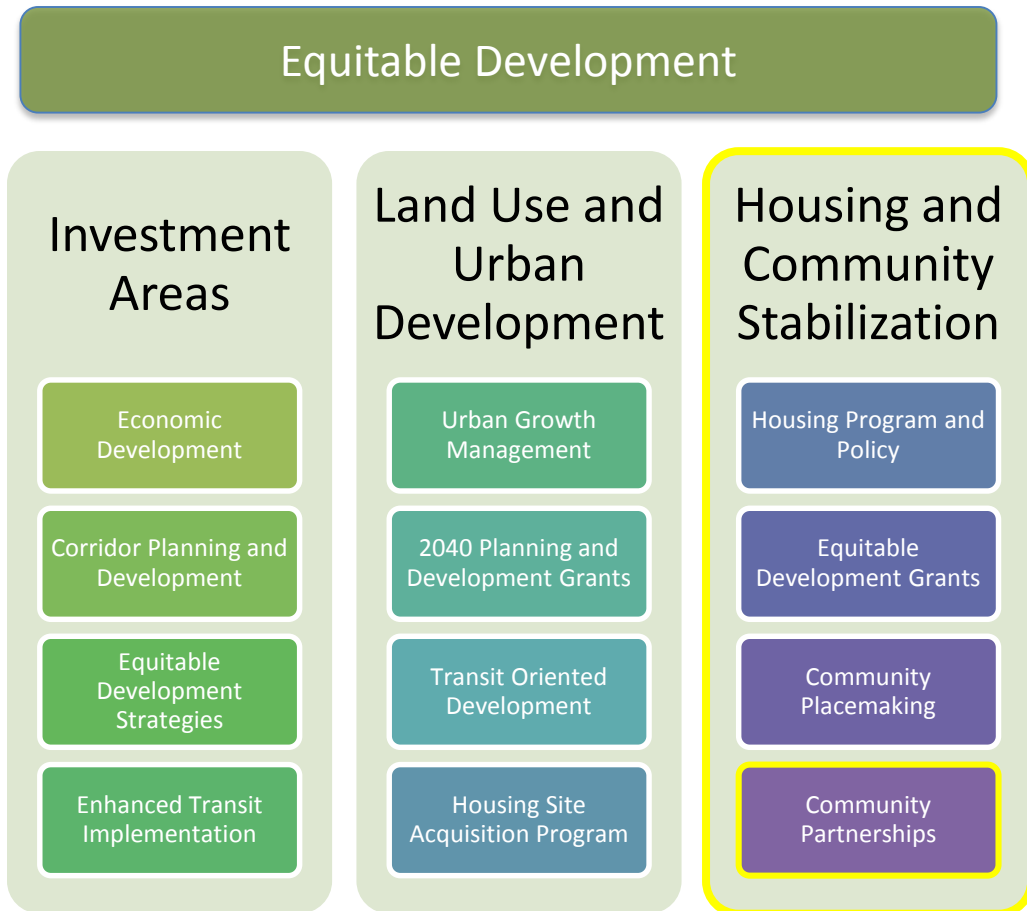 Equitable Development
Investment
Areas
Economic
Development
Corridor Planning and
Development
Equitable
Development
Strategies
Enhanced Transit
Implementation
Land Use and
Urban
Development
Urban Growth
Management
2040 Planning and
Development Grants
Transit Oriented
Development
Housing Site
Acquisition Program
Housing and
Community
Stabilization
Housing Program and
Policy
Equitable
Development Grants
Community
Placemaking
Community
Partnerships